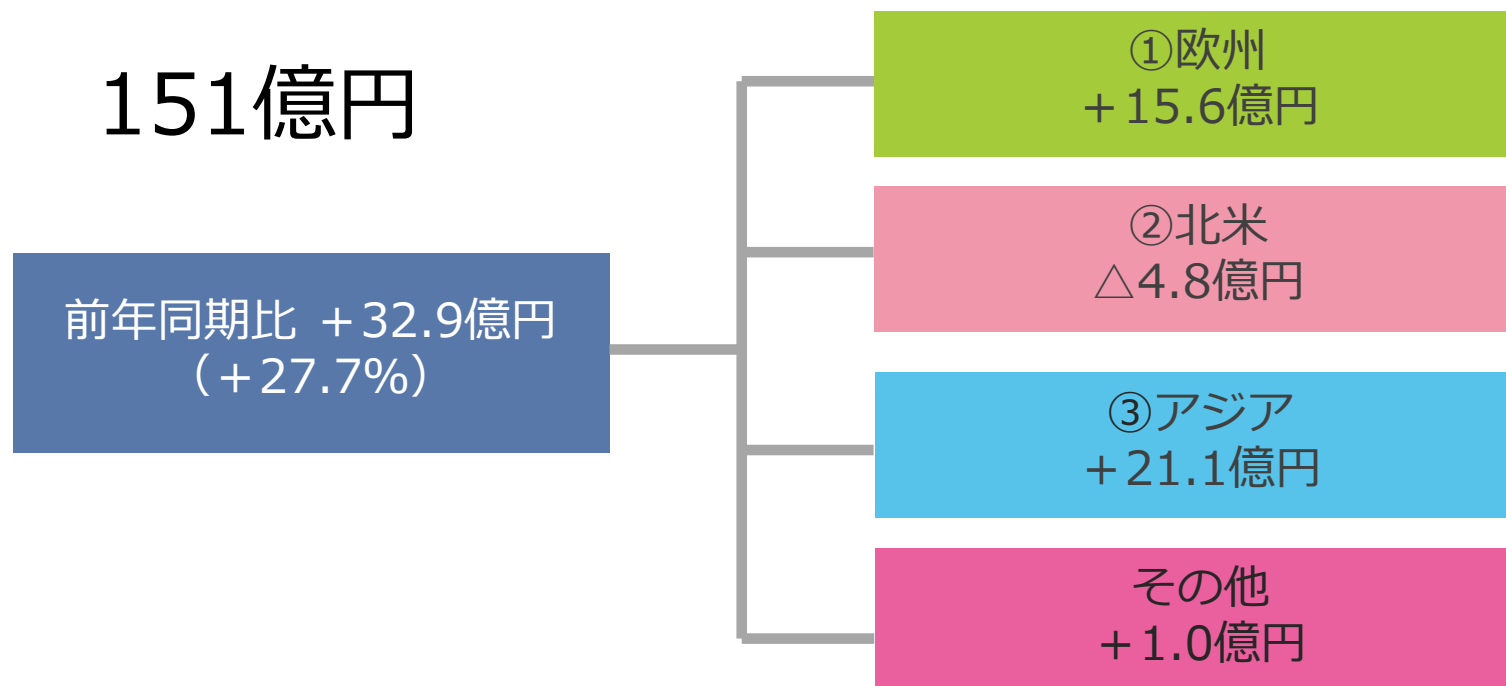 151億円
前年同期比 +32.9億円
(+27.7%)
①欧州
+15.6億円
②北米
△4.8億円
③アジア
+21.1億円
その他
+1.0億円